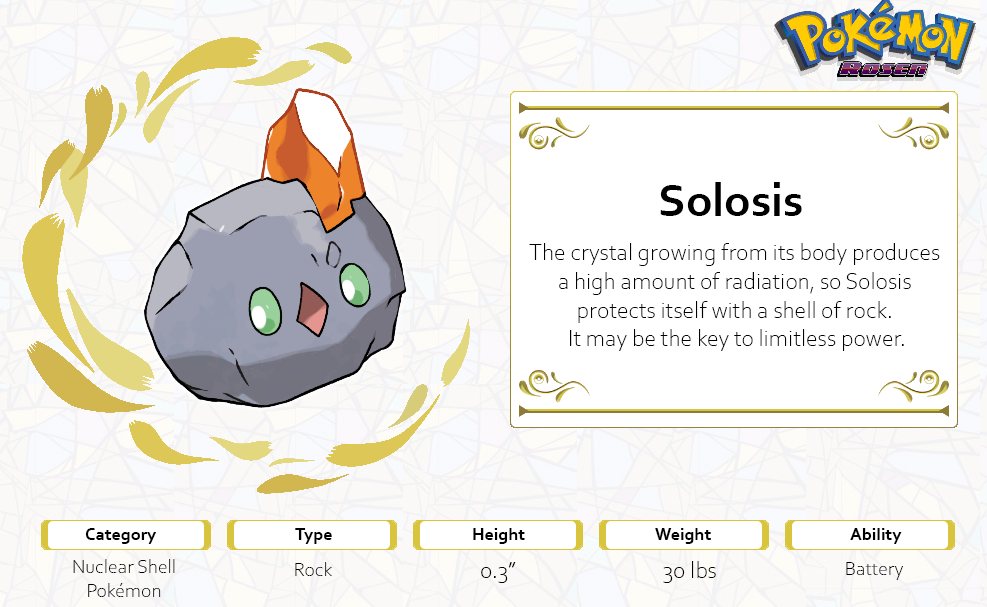 POKéMON
Rosen
Solosis
The crystal growing from its body produces
a high amount of radiation, so Solosis
protects itself with a shell of rock.
It may be the key to limitless power.
Category
Type
Height
Weight
Ability
Nuclear Shell
Pokémon
Rock
0.3”
30 lbs
Battery